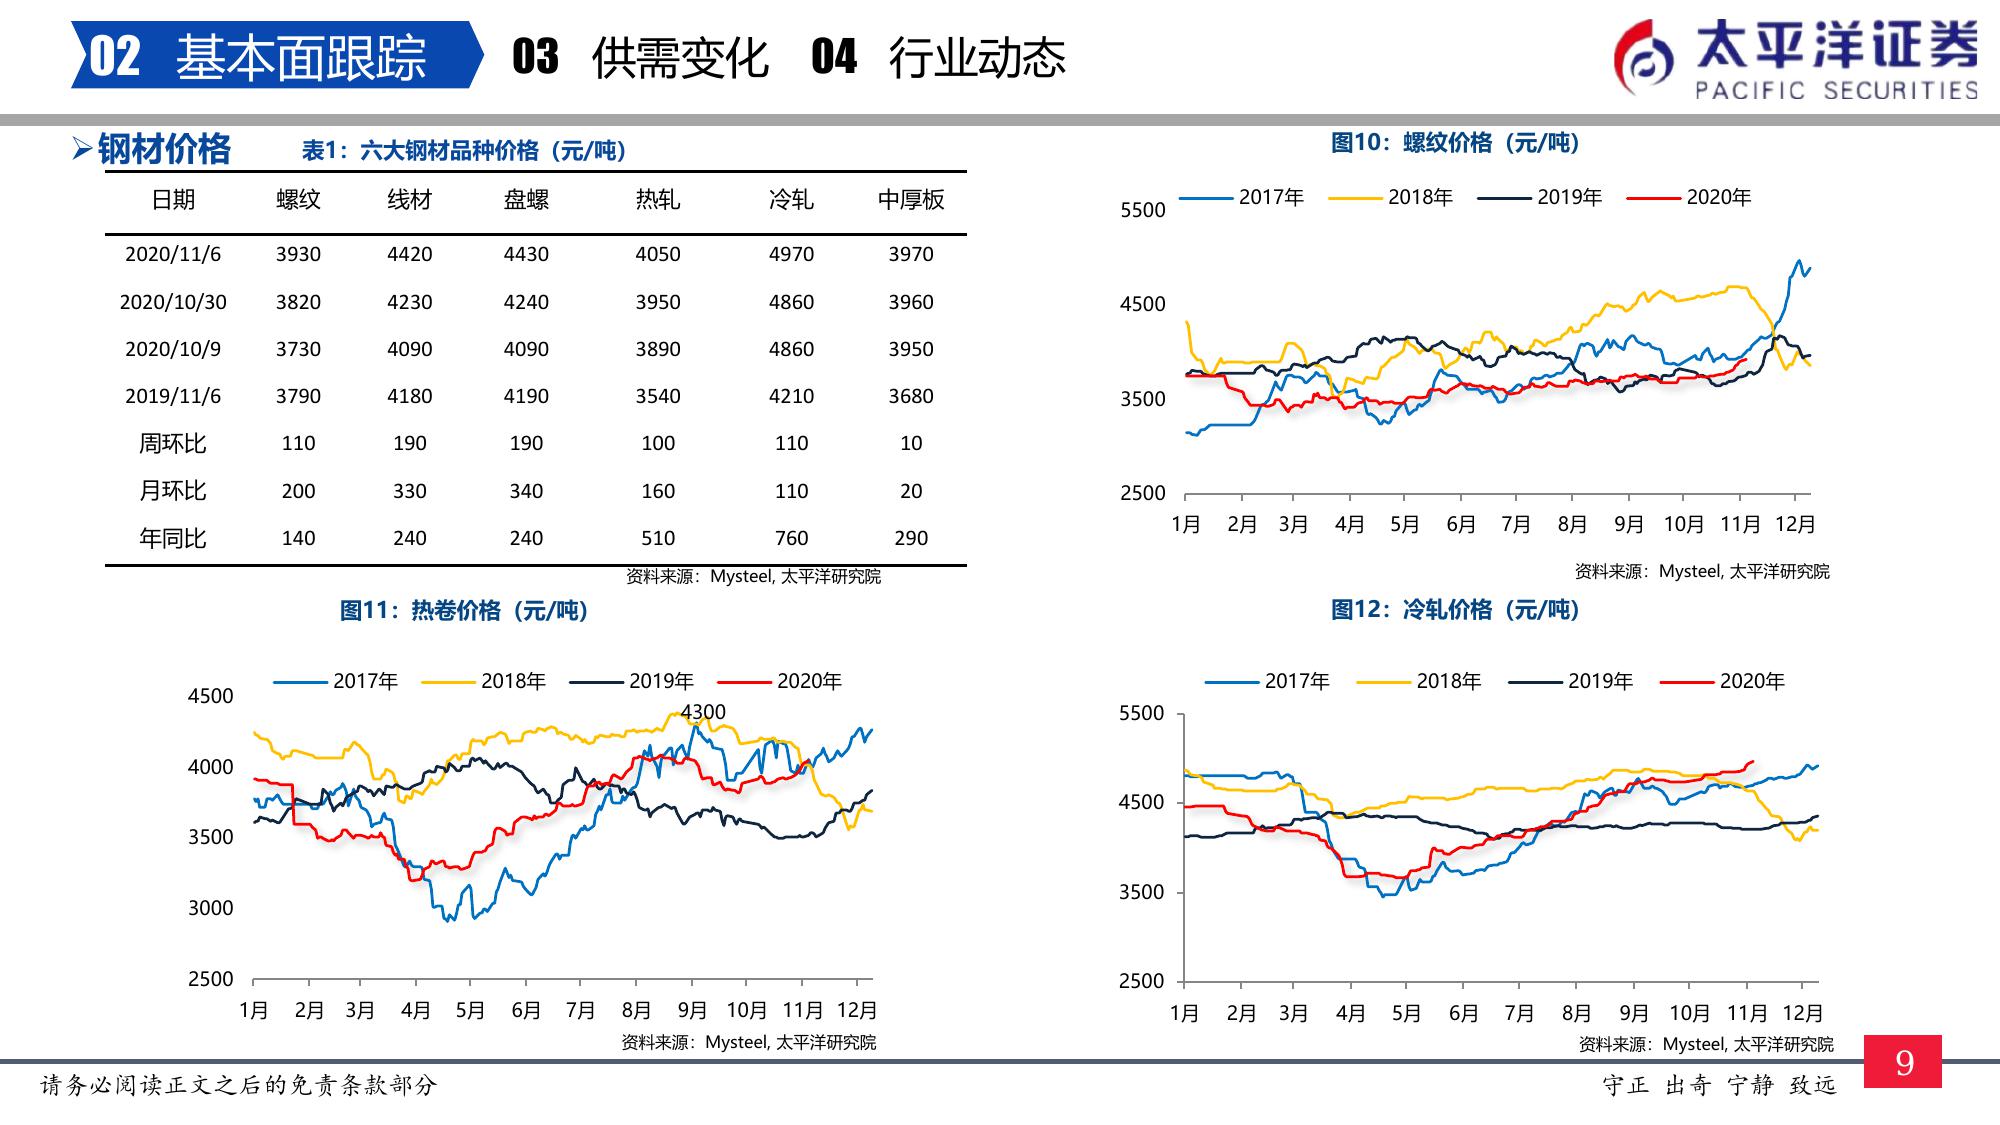 02 基本面跟踪 03 供需变化 04 行业动态
太平洋证券
PACIFIC SECURITIES
➢钢材价格
表1：六大钢材品种价格（元/吨）
日期 螺纹 线材 盘螺 热轧 冷轧 中厚板
2020/11/6 3930 4420 4430 4050 4970 3970
2020/10/30 3820 4230 4240 3950 4860 3960
2020/10/9 3730 4090 4090 3890 4860 3950
2019/11/6 3790 4180 4190 3540 4210 3680
周环比 110 190 190 100 110 10
月环比 200 330 340 160 110 20
年同比 140 240 240 510 760 290
资料来源：Mysteel, 太平洋研究院
图10：螺纹价格（元/吨）
2017年 2018年 2019年 2020年
5500
4500
3500
2500
1月 2月 3月 4月 5月 6月 7月 8月 9月 10月 11月 12月
资料来源：Mysteel, 太平洋研究院
图11：热卷价格（元/吨）
2017年 2018年 2019年 2020年
4500
4300
4000
3500
3000
2500
1月 2月 3月 4月 5月 6月 7月 8月 9月 10月 11月 12月
资料来源：Mysteel, 太平洋研究院
图12：冷轧价格（元/吨）
2017年 2018年 2019年 2020年
5500
4500
3500
2500
1月 2月 3月 4月 5月 6月 7月 8月 9月 10月 11月 12月
资料来源：Mysteel, 太平洋研究院
请务必阅读正文之后的免责条款部分
守正 出奇 宁静 致远
9